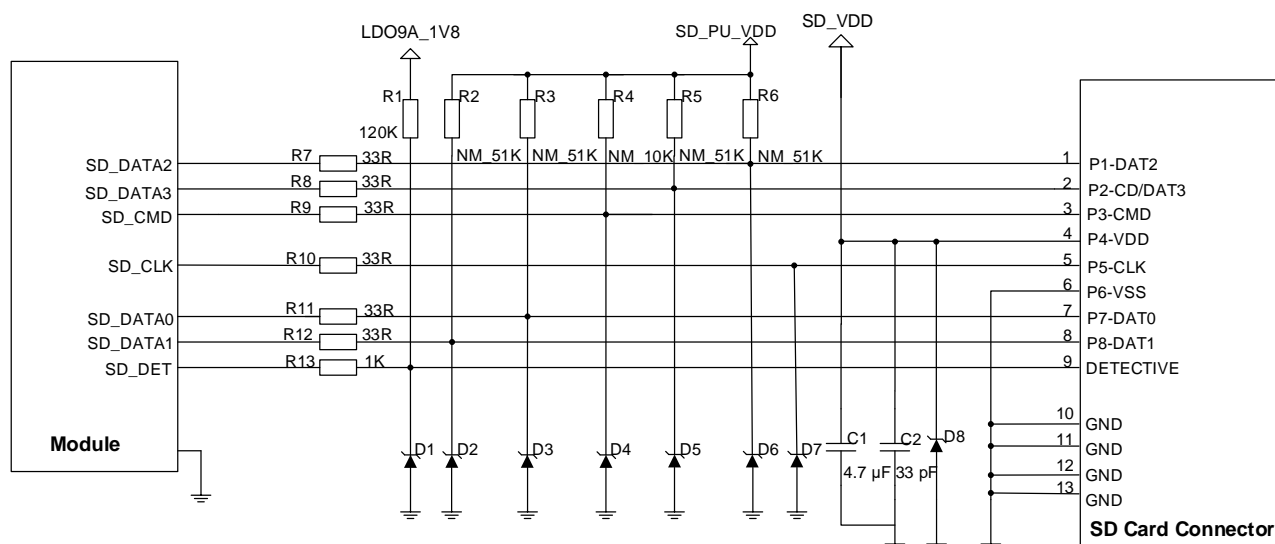 SD_VDD
LDO9A_1V8 SD_PU_VDD
R1 R2 R3 R4 R5 R6
120K
NM_51K NM_51K NM_10K NM_51K NM_51K
SD_DATA2 R7 33R 1 P1-DAT2
SD_DATA3 R8 33R 2 P2-CD/DAT3
SD_CMD R9 33R 3 P3-CMD
4 P4-VDD
SD_CLK R10 33R 5 P5-CLK
6 P6-VSS
SD_DATA0 R11 33R 7 P7-DAT0
SD_DATA1 R12 33R 8 P8-DAT1
SD_DET R13 1K 9 DETECTIVE
10 GND
11 GND
12 GND
13 GND
Module
D1 D2 D3 D4 D5 D6 D7 C1 C2 D8
4.7 µF 33 pF
SD Card Connector